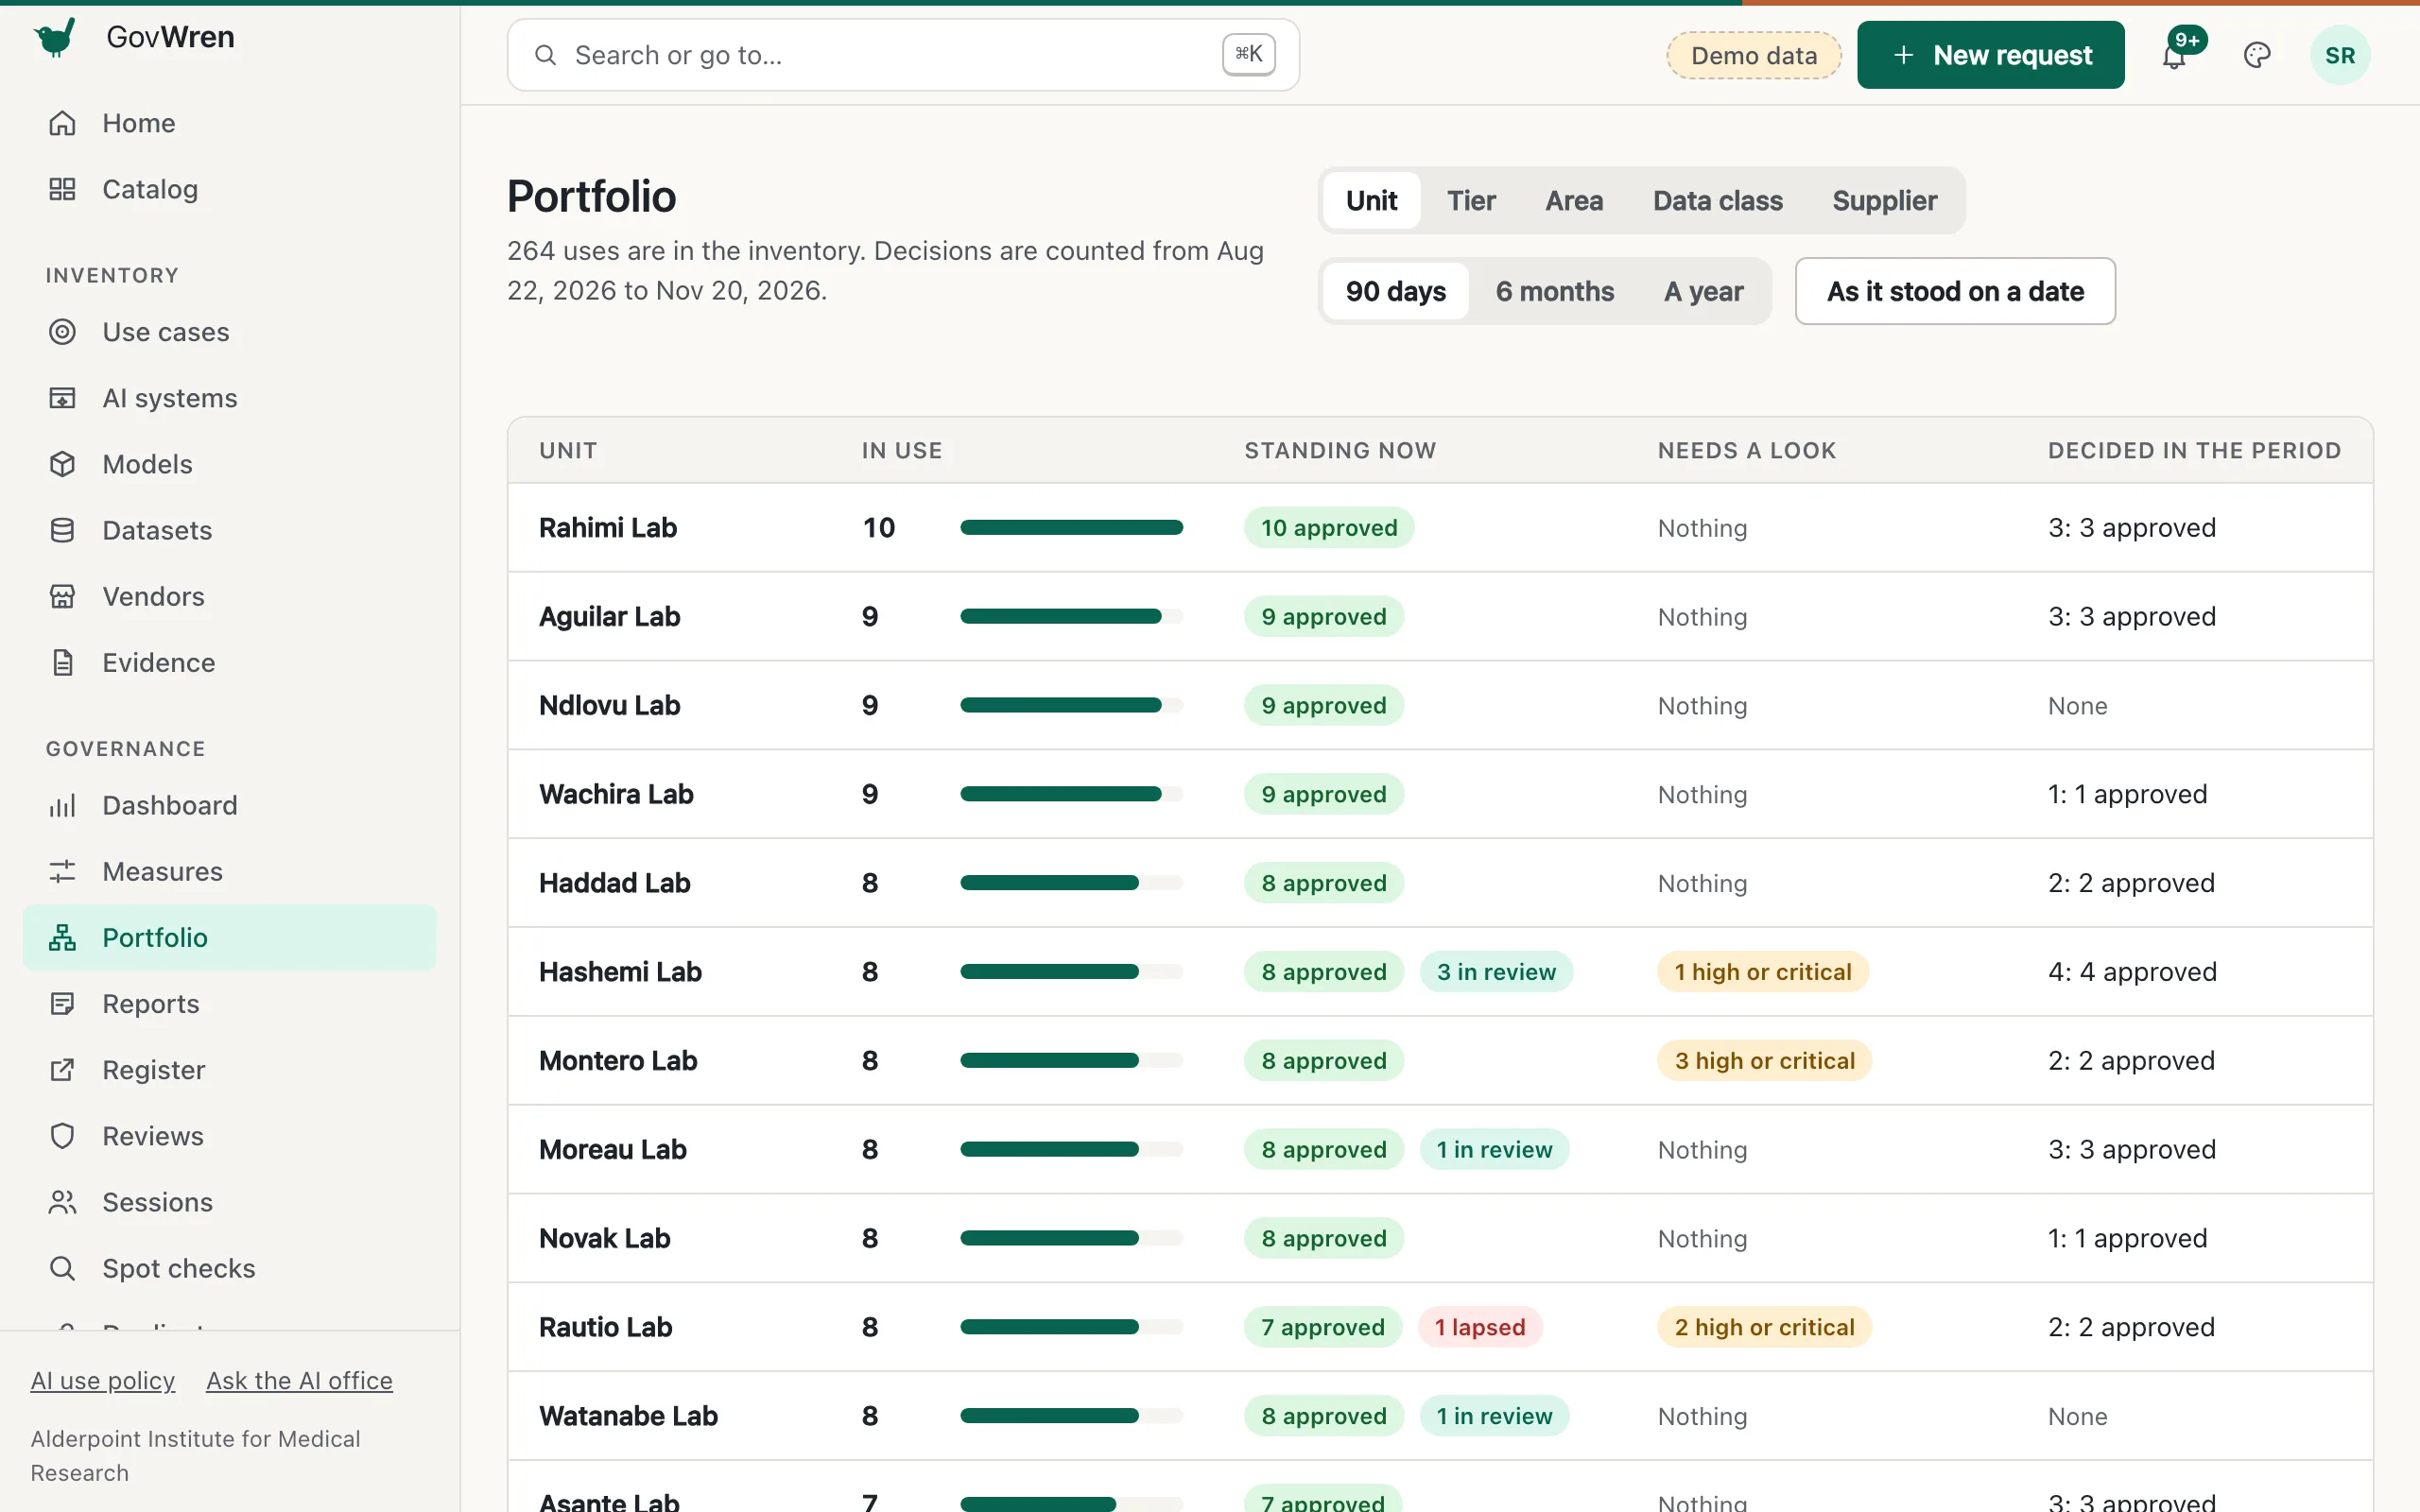 GovWren
Search or go to...
⌘K
Demo data
+ New request
9+
SR
Home
Catalog
INVENTORY
Use cases
AI systems
Models
Datasets
Vendors
Evidence
GOVERNANCE
Dashboard
Measures
Portfolio
Reports
Register
Reviews
Sessions
Spot checks
AI use policy Ask the AI office
Alderpoint Institute for Medical
Research
Portfolio
264 uses are in the inventory. Decisions are counted from Aug
22, 2026 to Nov 20, 2026.
Unit Tier Area Data class Supplier
90 days 6 months A year As it stood on a date
UNIT IN USE STANDING NOW NEEDS A LOOK DECIDED IN THE PERIOD
Rahimi Lab 10 10 approved Nothing 3: 3 approved
Aguilar Lab 9 9 approved Nothing 3: 3 approved
Ndlovu Lab 9 9 approved Nothing None
Wachira Lab 9 9 approved Nothing 1: 1 approved
Haddad Lab 8 8 approved Nothing 2: 2 approved
Hashemi Lab 8 8 approved 3 in review 1 high or critical 4: 4 approved
Montero Lab 8 8 approved 3 high or critical 2: 2 approved
Moreau Lab 8 8 approved 1 in review Nothing 3: 3 approved
Novak Lab 8 8 approved Nothing 1: 1 approved
Rautio Lab 8 7 approved 1 lapsed 2 high or critical 2: 2 approved
Watanabe Lab 8 8 approved 1 in review Nothing None
Asante Lab 7 7 approved Nothing 3: 3 approved